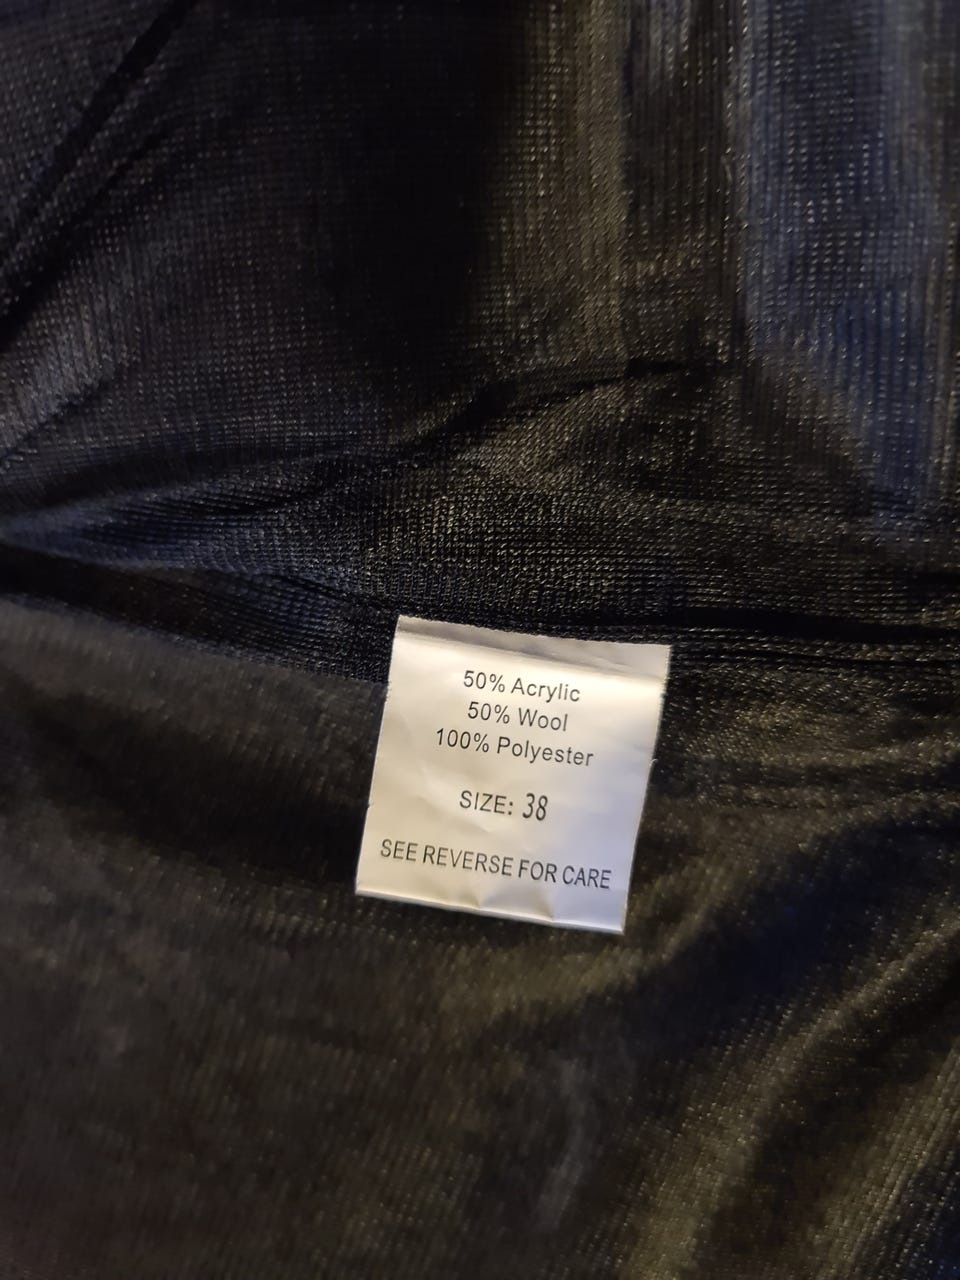 50% Acrylic
50% Wool
100% Polyester
SIZE: 38
SEE REVERSE FOR CARE